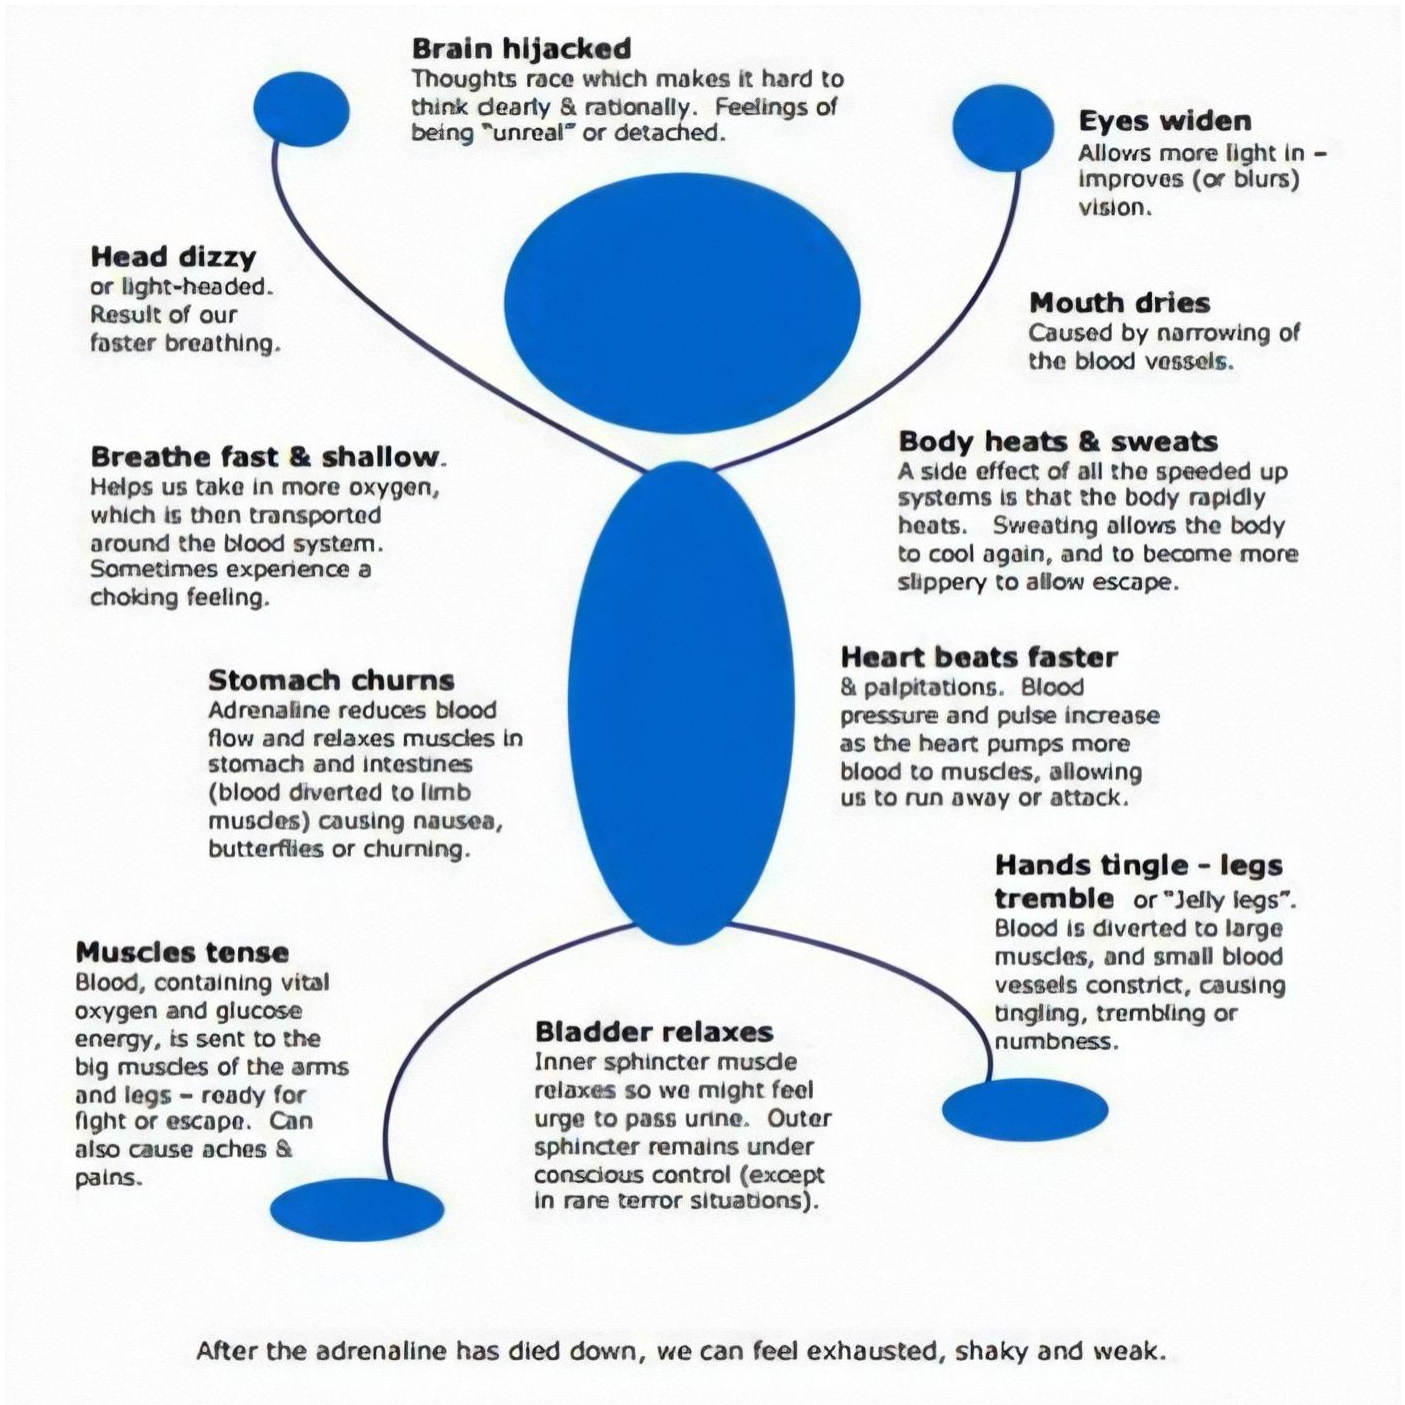 Brain hijacked
Thoughts race which makes it hard to
think clearly & rationally. Feelings of
being "unreal" or detached.
Eyes widen
Allows more light in –
improves (or blurs)
vision.
Head dizzy
or light-headed.
Result of our
faster breathing.
Mouth dries
Caused by narrowing of
the blood vessels.
Breathe fast & shallow.
Helps us take in more oxygen,
which is then transported
around the blood system.
Sometimes experience a
choking feeling.
Body heats & sweats
A side effect of all the speeded up
systems is that the body rapidly
heats. Sweating allows the body
to cool again, and to become more
slippery to allow escape.
Stomach churns
Adrenaline reduces blood
flow and relaxes muscles in
stomach and intestines
(blood diverted to limb
muscles) causing nausea,
butterflies or churning.
Heart beats faster
& palpitations. Blood
pressure and pulse increase
as the heart pumps more
blood to muscles, allowing
us to run away or attack.
Hands tingle – legs
tremble or "Jelly legs".
Blood is diverted to large
muscles, and small blood
vessels constrict, causing
tingling, trembling or
numbness.
Muscles tense
Blood, containing vital
oxygen and glucose
energy, is sent to the
big muscles of the arms
and legs – ready for
fight or escape. Can
also cause aches &
pains.
Bladder relaxes
Inner sphincter muscle
relaxes so we might feel
urge to pass urine. Outer
sphincter remains under
conscious control (except
in rare terror situations).
After the adrenaline has died down, we can feel exhausted, shaky and weak.